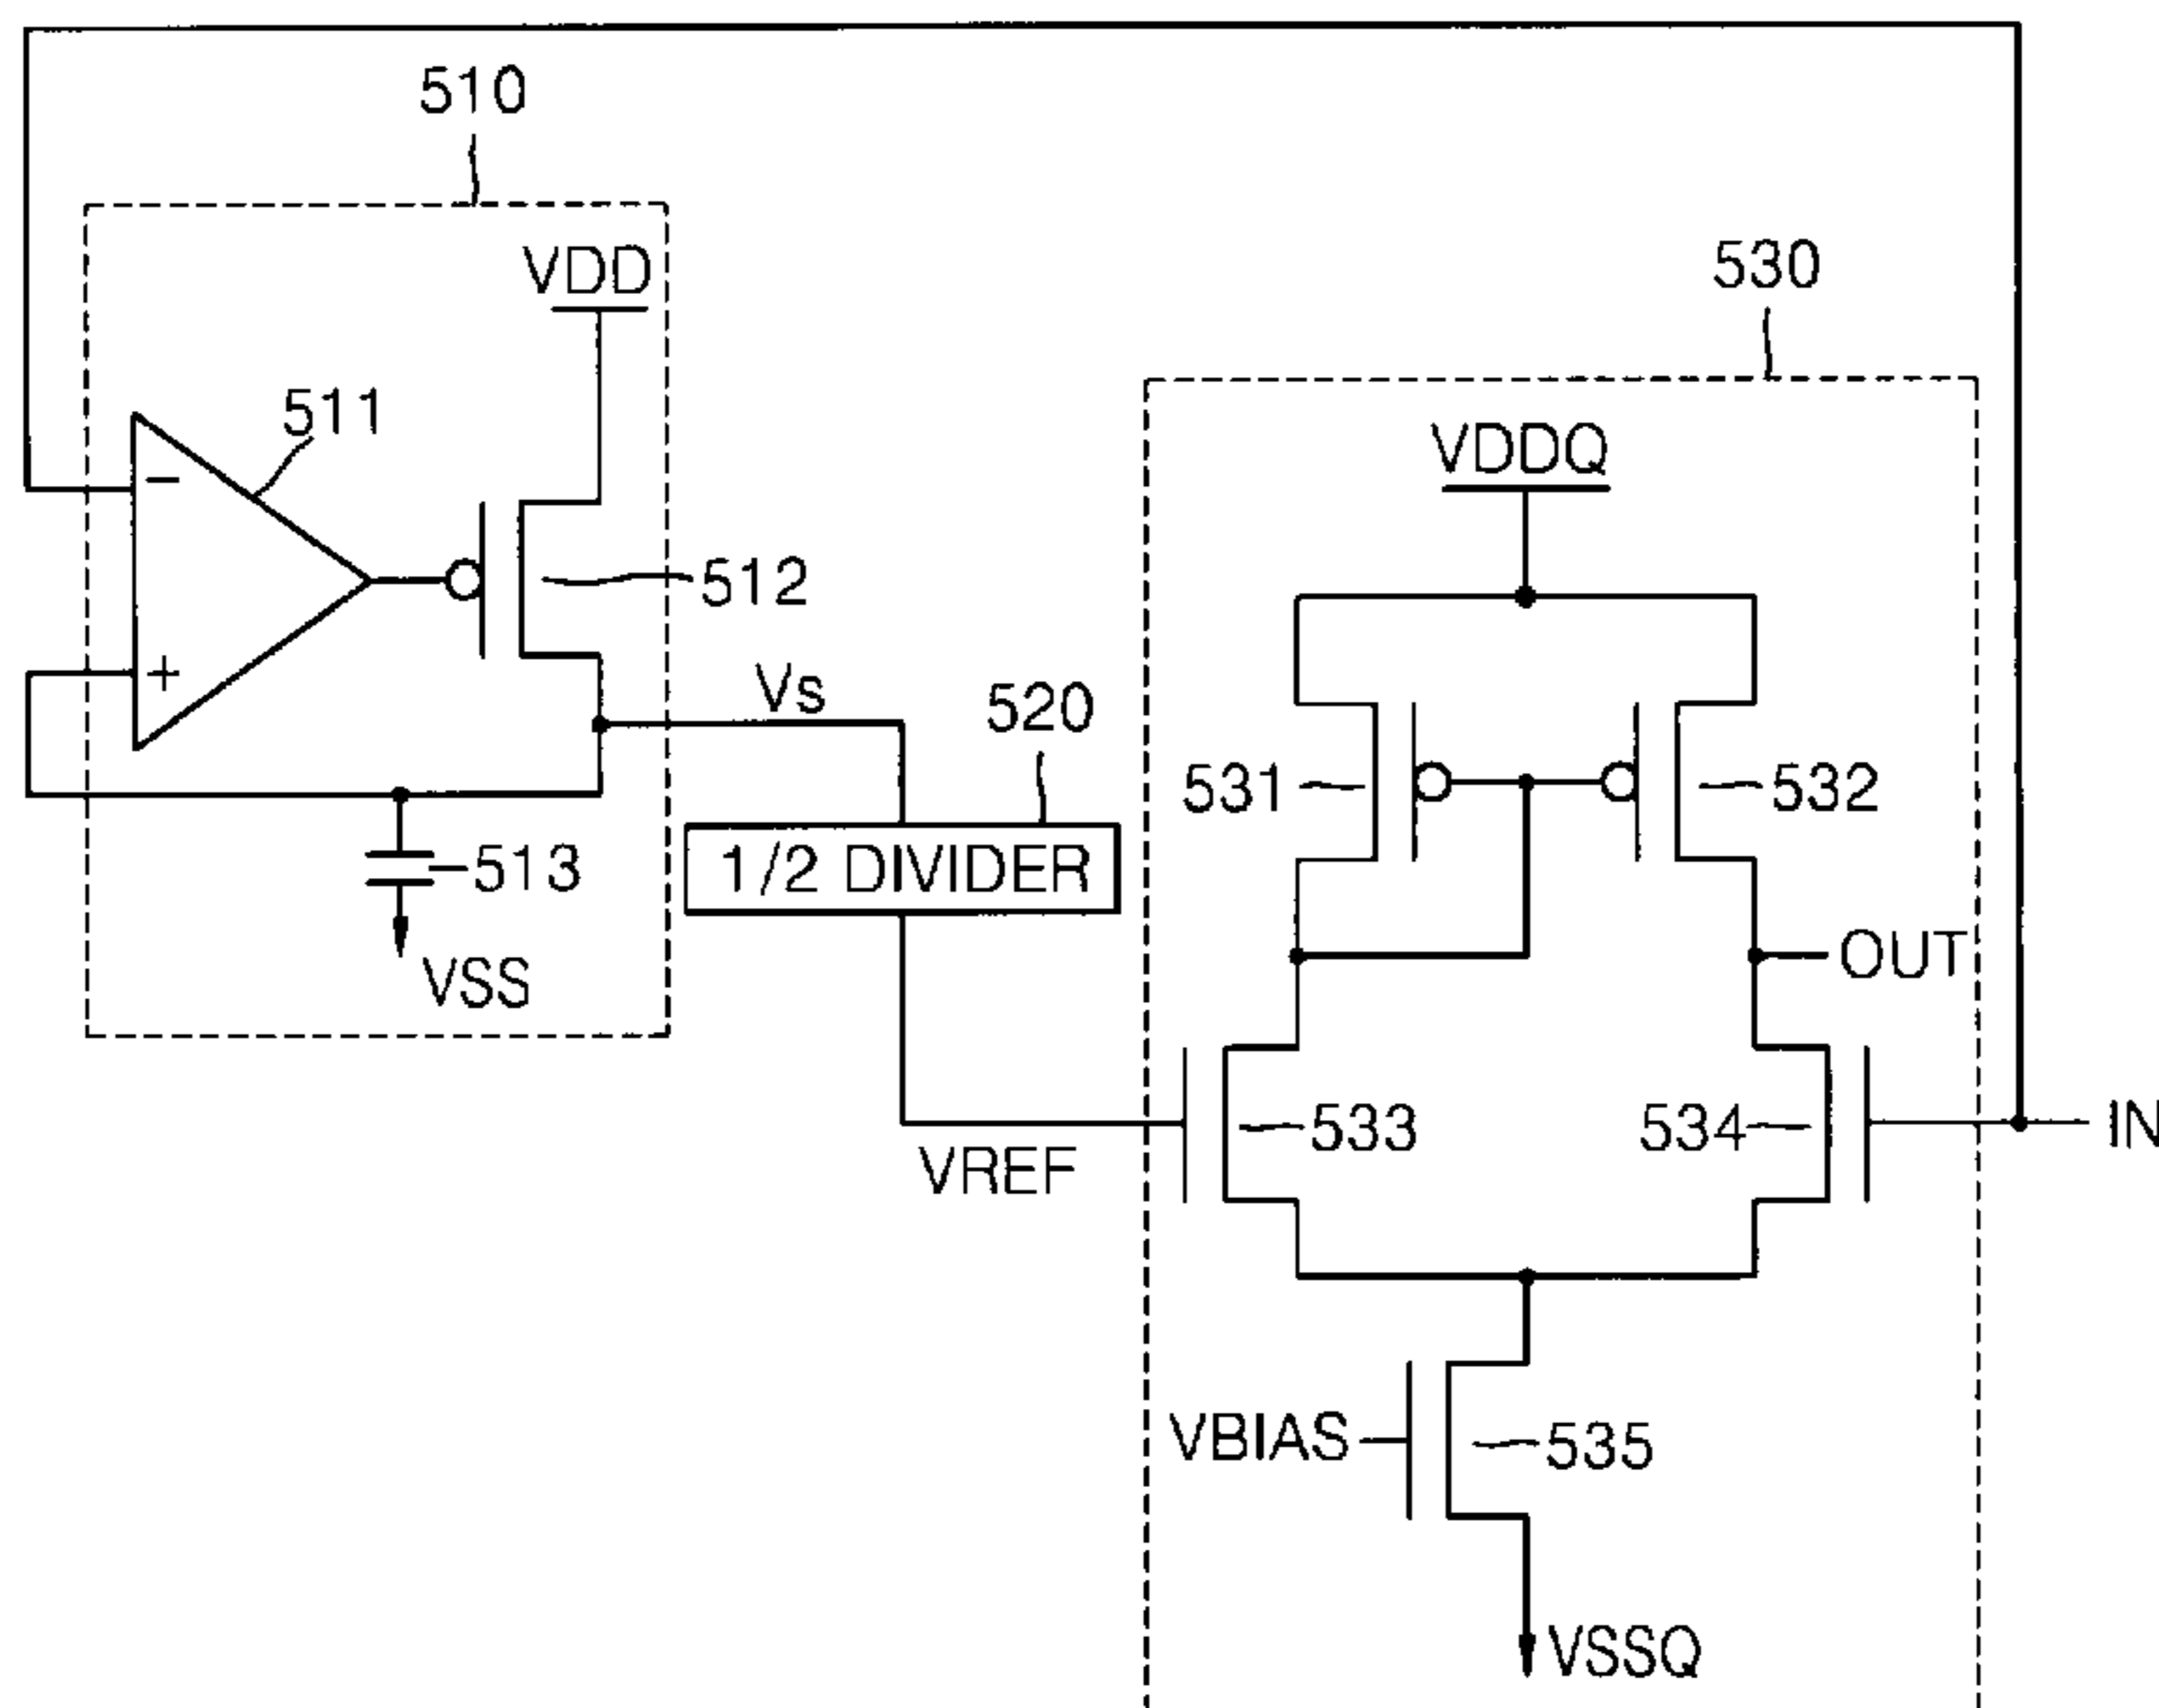 510
530
VDD
511
VDDQ
−
512
+
Vs
520
531
532
1/2 DIVIDER
513
OUT
VSS
533
534
IN
VREF
VBIAS
535
VSSQ